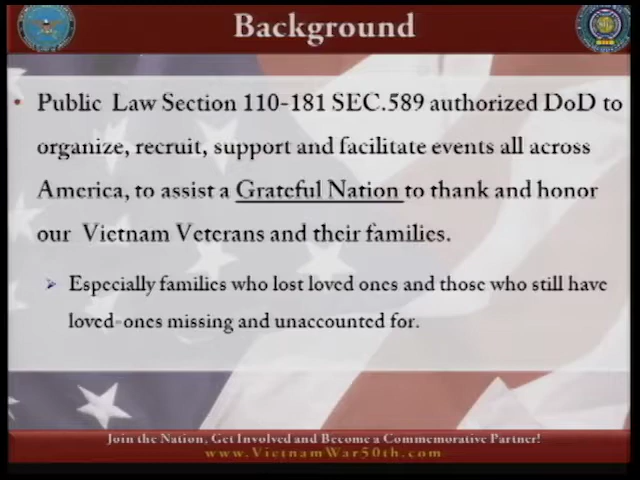 Background
• Public Law Section 110-181 SEC.589 authorized DoD to
organize, recruit, support and facilitate events all across
America, to assist a Grateful Nation to thank and honor
our Vietnam Veterans and their families.
➢ Especially families who lost loved ones and those who still have
loved-ones missing and unaccounted for.
Join the Nation, Get Involved and Become a Commemorative Partner!
www.VietnamWar50th.com